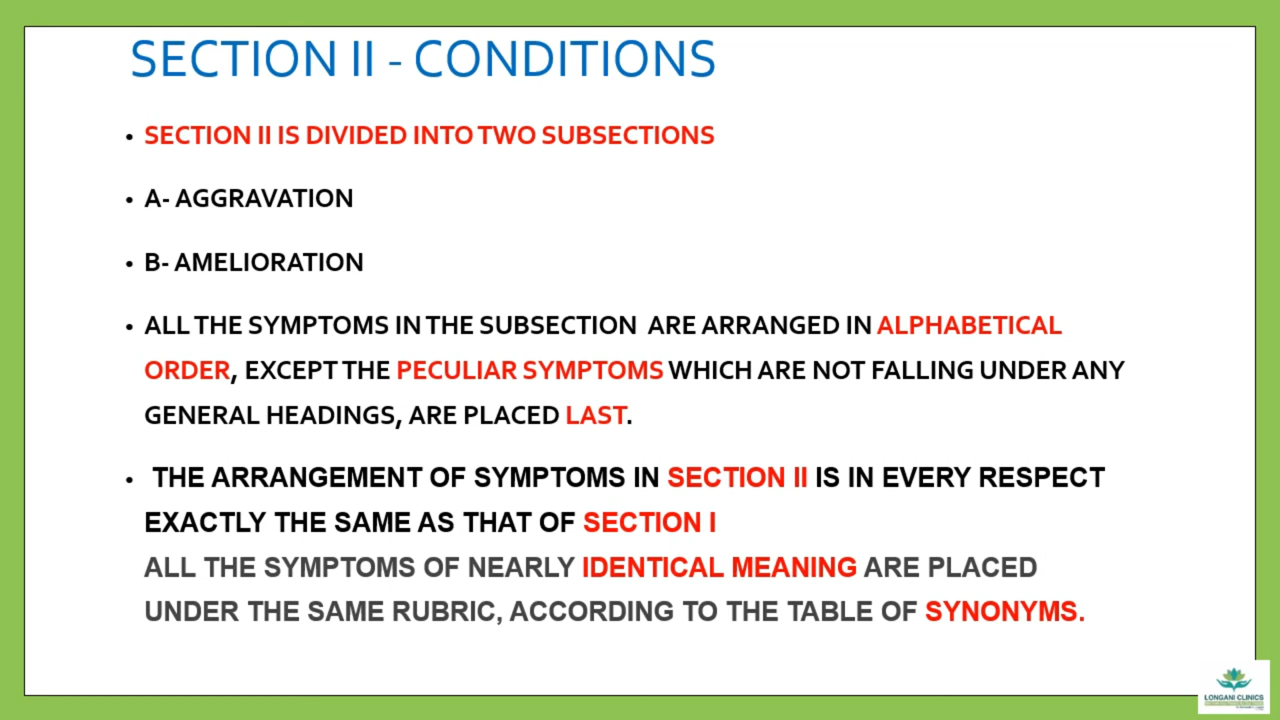 SECTION II - CONDITIONS
• SECTION II IS DIVIDED INTO TWO SUBSECTIONS
• A- AGGRAVATION
• B- AMELIORATION
• ALL THE SYMPTOMS IN THE SUBSECTION ARE ARRANGED IN ALPHABETICAL
ORDER, EXCEPT THE PECULIAR SYMPTOMS WHICH ARE NOT FALLING UNDER ANY
GENERAL HEADINGS, ARE PLACED LAST.
• THE ARRANGEMENT OF SYMPTOMS IN SECTION II IS IN EVERY RESPECT
EXACTLY THE SAME AS THAT OF SECTION I
ALL THE SYMPTOMS OF NEARLY IDENTICAL MEANING ARE PLACED
UNDER THE SAME RUBRIC, ACCORDING TO THE TABLE OF SYNONYMS.
LONGANI CLINICS